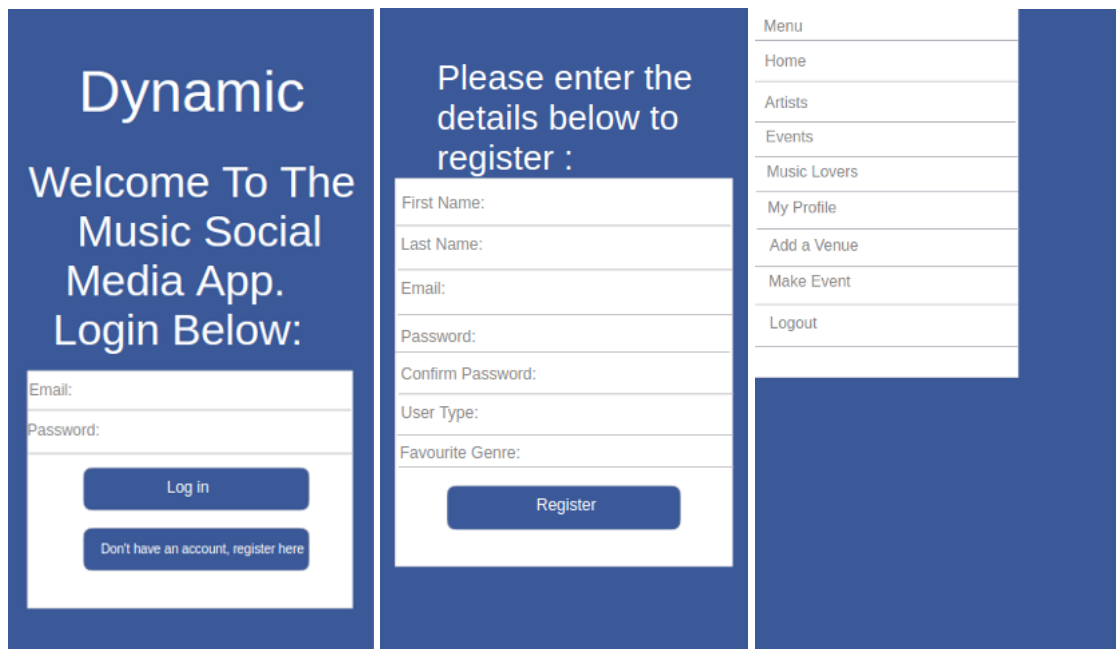 Dynamic
Welcome To The
Music Social
Media App.
Login Below:
Email:
Password:
Log in
Don't have an account, register here
Please enter the
details below to
register :
First Name:
Last Name:
Email:
Password:
Confirm Password:
User Type:
Favourite Genre:
Register
Menu
Home
Artists
Events
Music Lovers
My Profile
Add a Venue
Make Event
Logout